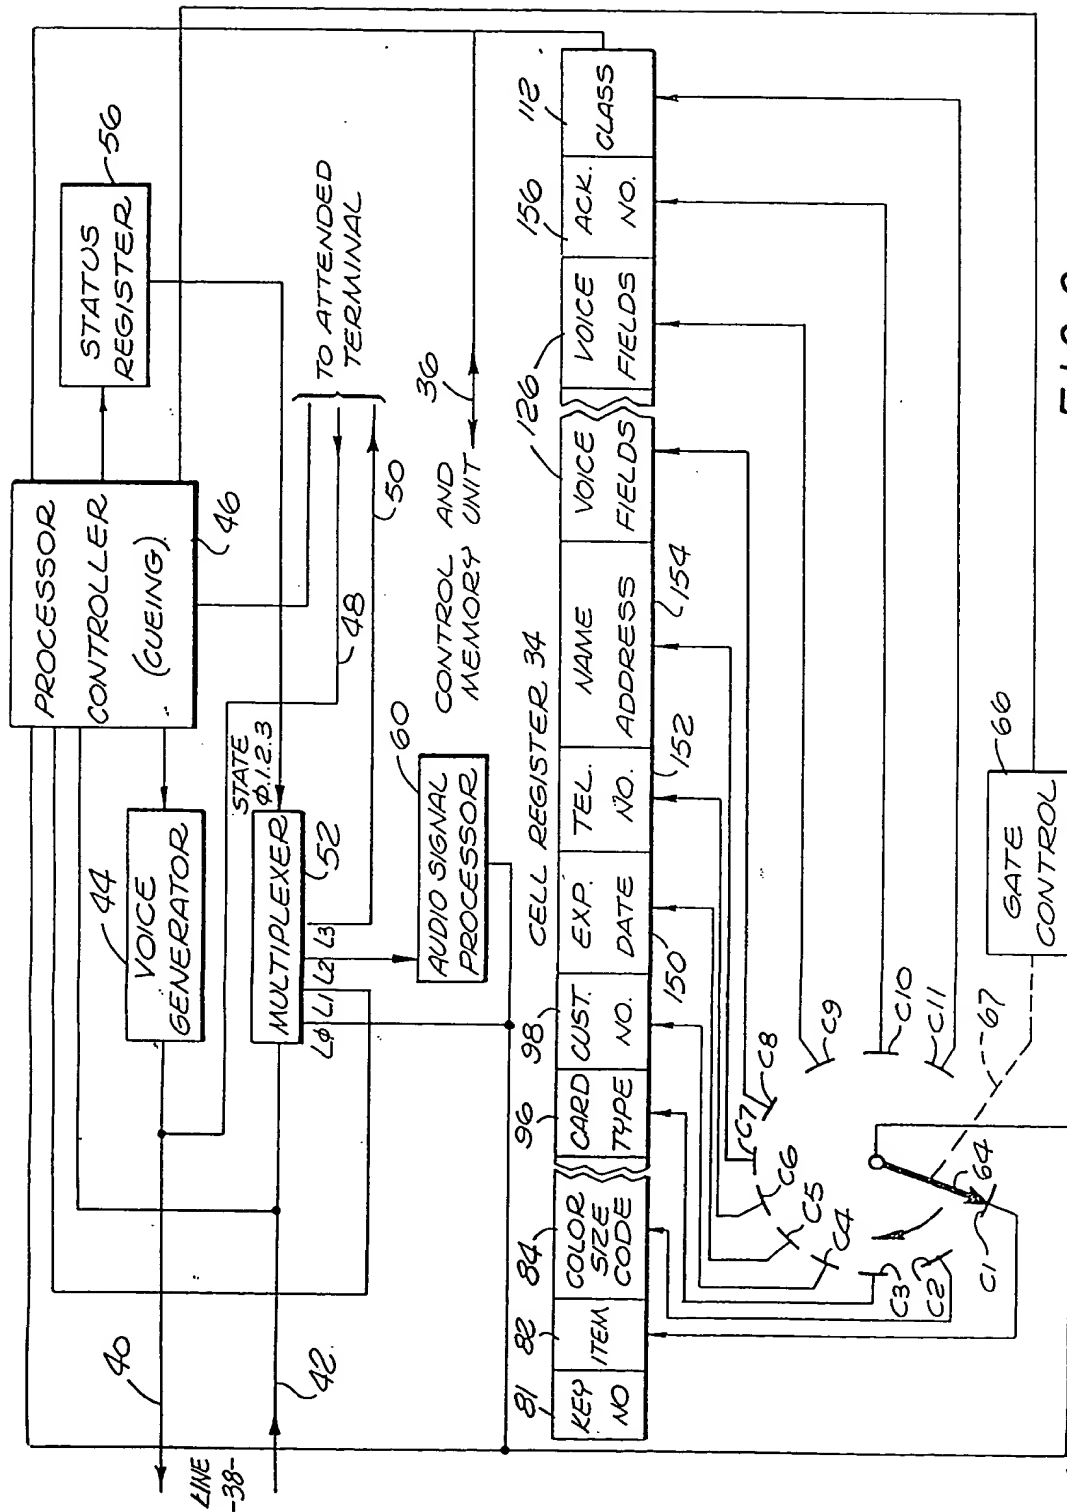 PROCESSOR
CONTROLLER
(CUEING)
46
STATUS
REGISTER
56
44
VOICE
GENERATOR
40
LINE
-38-
42
STATE
Φ.1.2.3
MULTIPLEXER
52
LΦ L1 L2 L3
48
50
TO ATTENDED
TERMINAL
60
AUDIO SIGNAL
PROCESSOR
CONTROL AND
MEMORY UNIT
36
CELL REGISTER 34
81
KEY
NO
82
ITEM
84
COLOR
SIZE
CODE
96
CARD
TYPE
98
CUST.
NO.
EXP.
DATE
150
TEL.
NO.
152
NAME
ADDRESS
154
126
VOICE
FIELDS
VOICE
FIELDS
156
ACK.
NO.
112
CLASS
C1
C2
C3
C4
C5
C6
C7
C8
C9
C10
C11
64
67
GATE
CONTROL
66